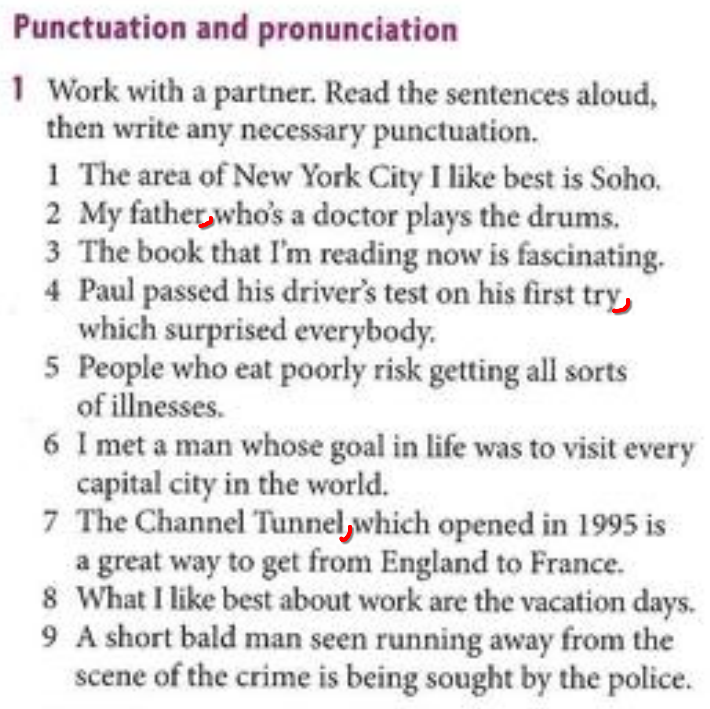 Punctuation and pronunciation
1 Work with a partner. Read the sentences aloud,
then write any necessary punctuation.
1 The area of New York City I like best is Soho.
2 My father, who's a doctor plays the drums.
3 The book that I'm reading now is fascinating.
4 Paul passed his driver's test on his first try,
which surprised everybody.
5 People who eat poorly risk getting all sorts
of illnesses.
6 I met a man whose goal in life was to visit every
capital city in the world.
7 The Channel Tunnel, which opened in 1995 is
a great way to get from England to France.
8 What I like best about work are the vacation days.
9 A short bald man seen running away from the
scene of the crime is being sought by the police.